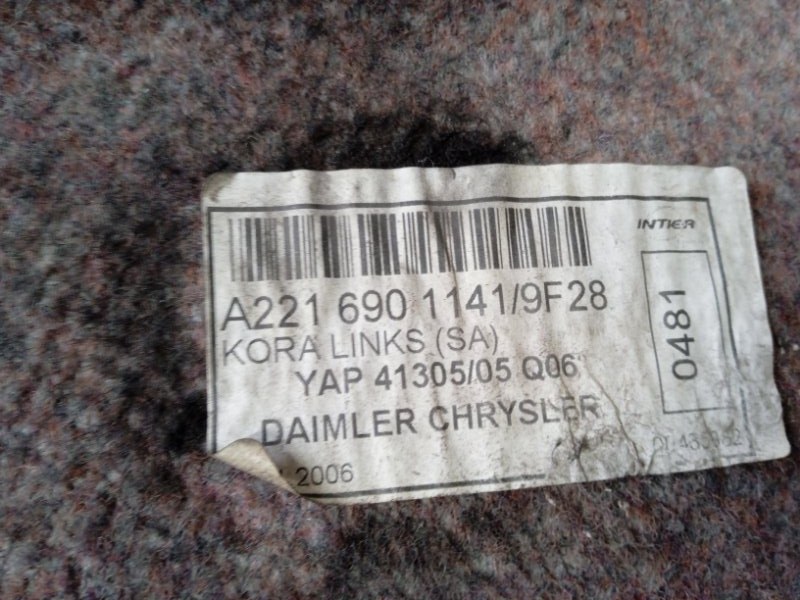 INTIER
A221 690 1141/9F28
KORA LINKS (SA)
YAP 41305/05 Q06
DAIMLER CHRYSLER
0481
2006